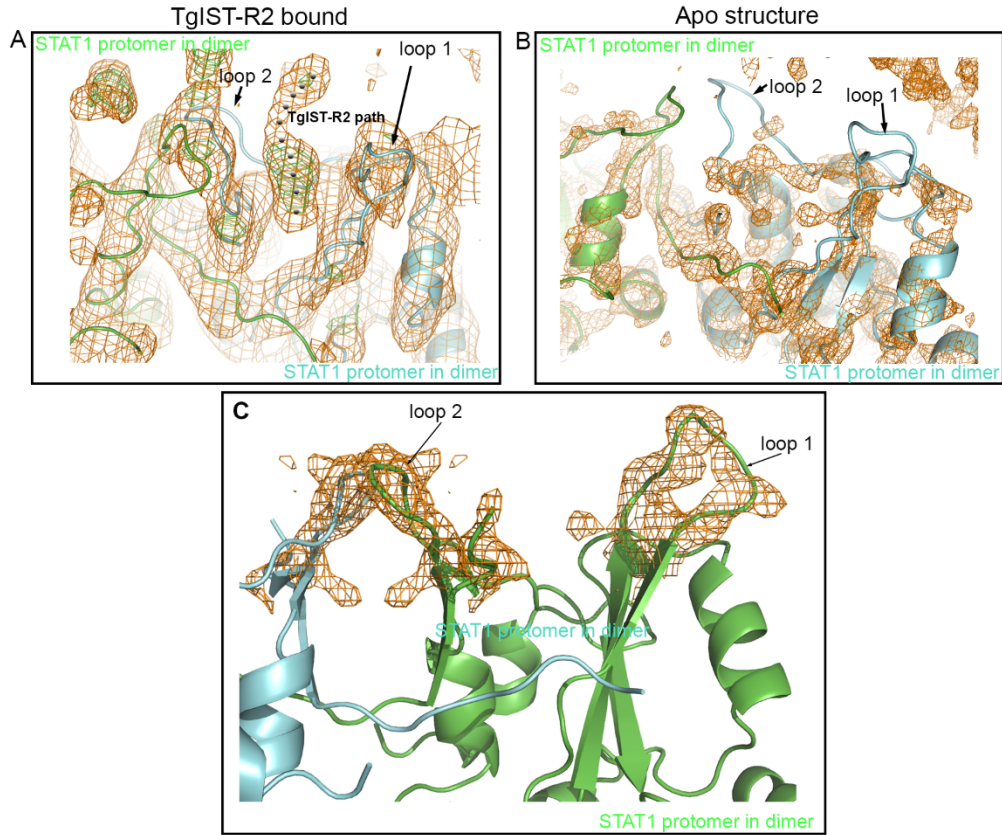 TgIST-R2 bound
Apo structure
A
STAT1 protomer in dimer
loop 2
loop 1
TgIST-R2 path
STAT1 protomer in dimer
B
STAT1 protomer in dimer
loop 2
loop 1
STAT1 protomer in dimer
C
loop 2
loop 1
STAT1 protomer in dimer
STAT1 protomer in dimer